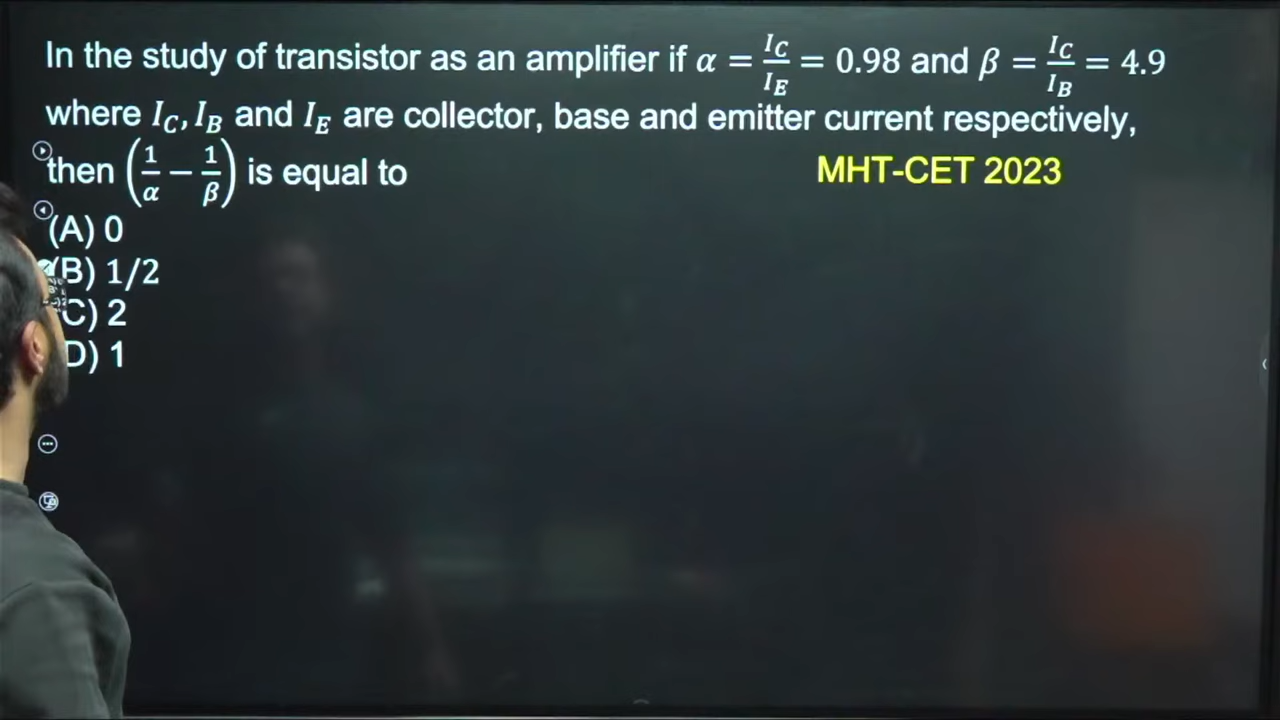 In the study of transistor as an amplifier if α = I_C/I_E = 0.98 and β = I_C/I_B = 4.9
where I_C, I_B and I_E are collector, base and emitter current respectively,
then (1/α − 1/β) is equal to
MHT-CET 2023
(A) 0
(B) 1/2
C) 2
D) 1